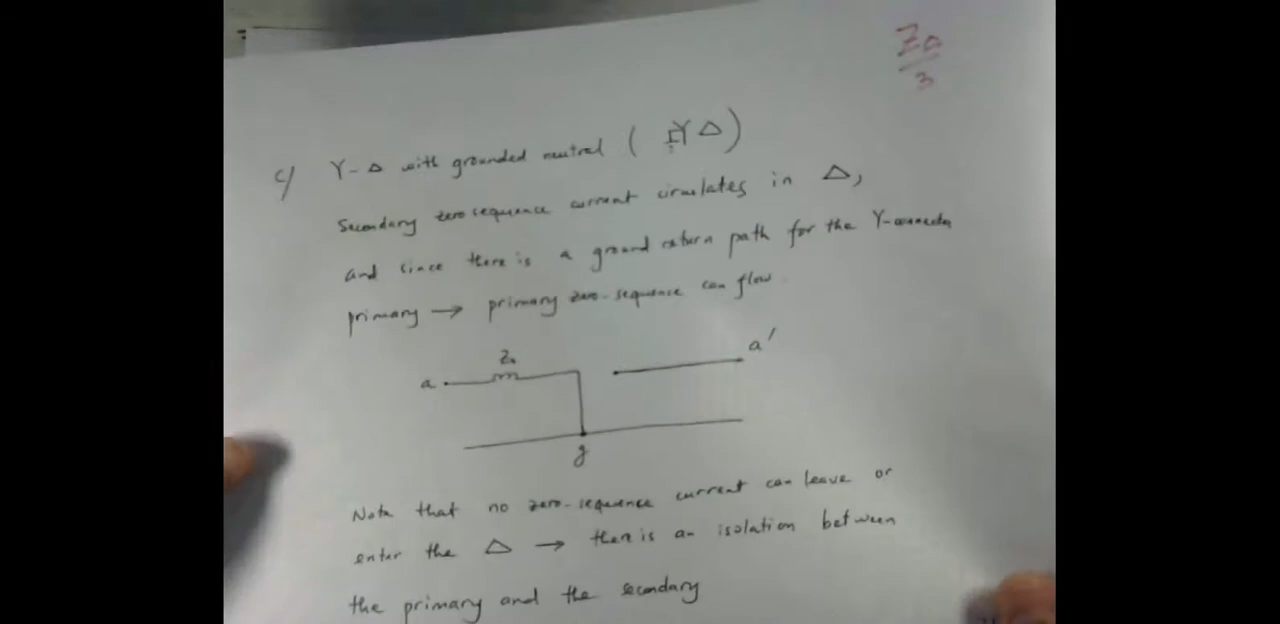 ZΔ
3
c/ Y-Δ with grounded neutral ( Y Δ )
Secondary zero sequence current circulates in Δ,
and since there is a ground return path for the Y-connected
primary → primary zero-sequence can flow.
Z₀
a
a'
g
Note that no zero-sequence current can leave or
enter the Δ → there is an isolation between
the primary and the secondary